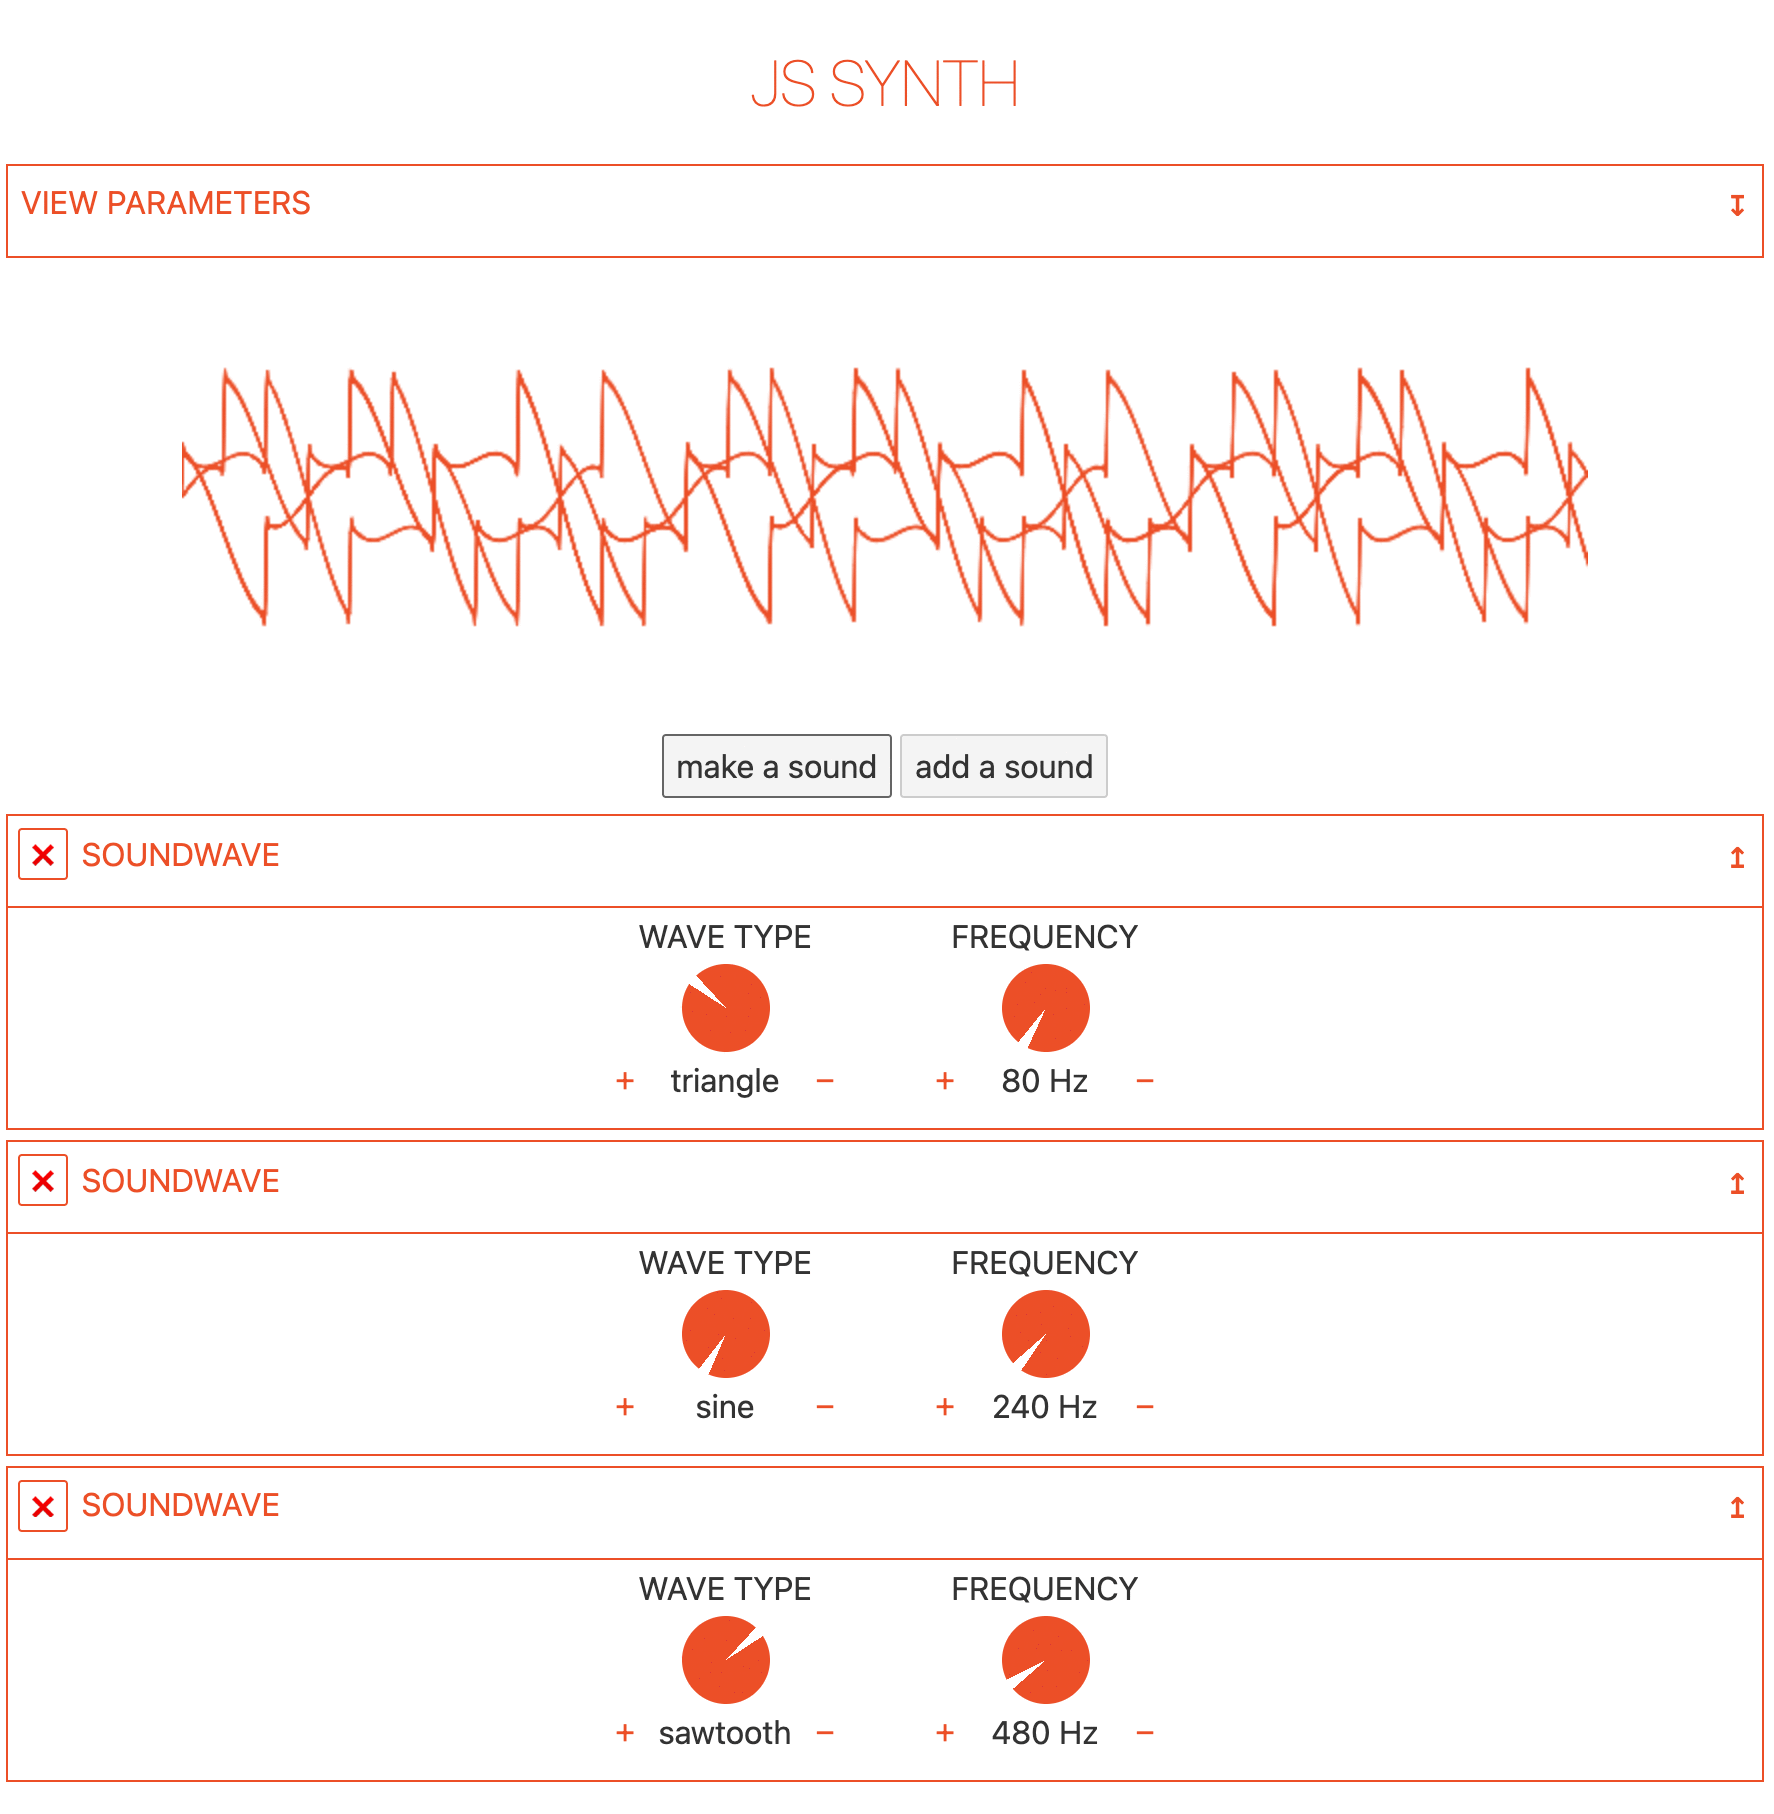 JS SYNTH
VIEW PARAMETERS ↧
make a sound add a sound
× SOUNDWAVE ↥
WAVE TYPE FREQUENCY
+ triangle − + 80 Hz −
× SOUNDWAVE ↥
WAVE TYPE FREQUENCY
+ sine − + 240 Hz −
× SOUNDWAVE ↥
WAVE TYPE FREQUENCY
+ sawtooth − + 480 Hz −